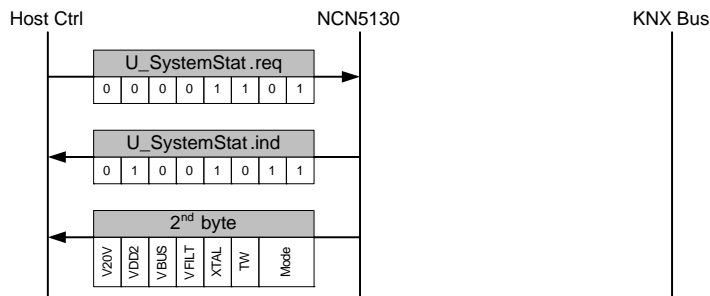 Host Ctrl NCN5130 KNX Bus
U_SystemStat.req
0 0 0 0 1 1 0 1
U_SystemStat.ind
0 1 0 0 1 0 1 1
2nd byte
V20V VDD2 VBUS VFILT XTAL TW Mode